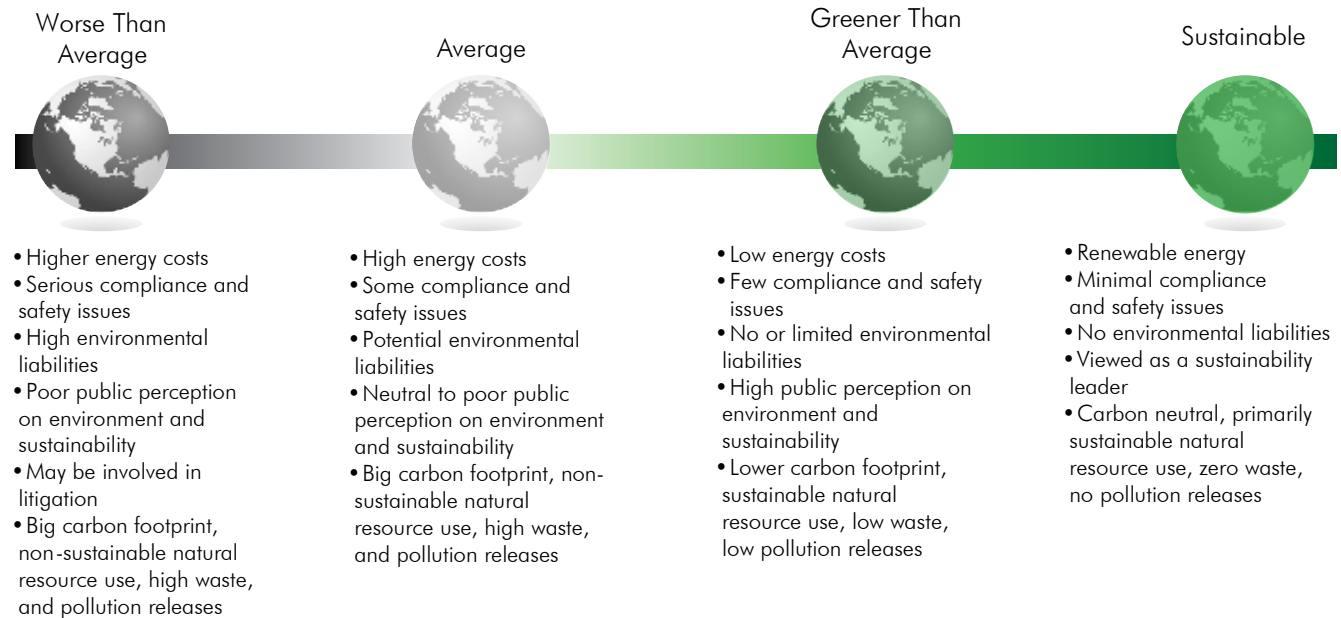 Worse Than
Average
• Higher energy costs
• Serious compliance and
safety issues
• High environmental
liabilities
• Poor public perception
on environment and
sustainability
• May be involved in
litigation
• Big carbon footprint,
non-sustainable natural
resource use, high waste,
and pollution releases
Average
• High energy costs
• Some compliance and
safety issues
• Potential environmental
liabilities
• Neutral to poor public
perception on environment
and sustainability
• Big carbon footprint, non-
sustainable natural
resource use, high waste,
and pollution releases
Greener Than
Average
• Low energy costs
• Few compliance and safety
issues
• No or limited environmental
liabilities
• High public perception on
environment and
sustainability
• Lower carbon footprint,
sustainable natural
resource use, low waste,
low pollution releases
Sustainable
• Renewable energy
• Minimal compliance
and safety issues
• No environmental liabilities
• Viewed as a sustainability
leader
• Carbon neutral, primarily
sustainable natural
resource use, zero waste,
no pollution releases